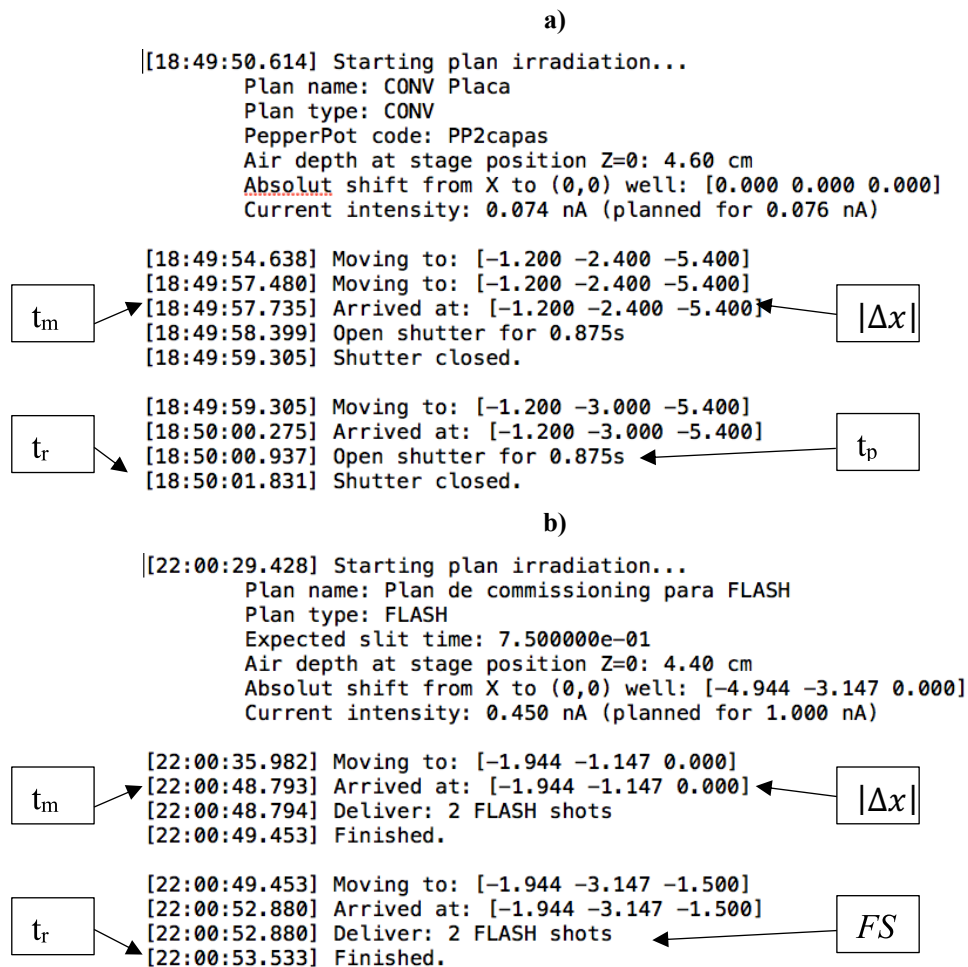 a)
[18:49:50.614] Starting plan irradiation...
Plan name: CONV Placa
Plan type: CONV
PepperPot code: PP2capas
Air depth at stage position Z=0: 4.60 cm
Absolut shift from X to (0,0) well: [0.000 0.000 0.000]
Current intensity: 0.074 nA (planned for 0.076 nA)
[18:49:54.638] Moving to: [-1.200 -2.400 -5.400]
[18:49:57.480] Moving to: [-1.200 -2.400 -5.400]
tm [18:49:57.735] Arrived at: [-1.200 -2.400 -5.400] |Δx|
[18:49:58.399] Open shutter for 0.875s
[18:49:59.305] Shutter closed.
[18:49:59.305] Moving to: [-1.200 -3.000 -5.400]
[18:50:00.275] Arrived at: [-1.200 -3.000 -5.400]
tr [18:50:00.937] Open shutter for 0.875s tp
[18:50:01.831] Shutter closed.
b)
[22:00:29.428] Starting plan irradiation...
Plan name: Plan de commissioning para FLASH
Plan type: FLASH
Expected slit time: 7.500000e-01
Air depth at stage position Z=0: 4.40 cm
Absolut shift from X to (0,0) well: [-4.944 -3.147 0.000]
Current intensity: 0.450 nA (planned for 1.000 nA)
[22:00:35.982] Moving to: [-1.944 -1.147 0.000]
tm [22:00:48.793] Arrived at: [-1.944 -1.147 0.000] |Δx|
[22:00:48.794] Deliver: 2 FLASH shots
[22:00:49.453] Finished.
[22:00:49.453] Moving to: [-1.944 -3.147 -1.500]
[22:00:52.880] Arrived at: [-1.944 -3.147 -1.500]
tr [22:00:52.880] Deliver: 2 FLASH shots FS
[22:00:53.533] Finished.